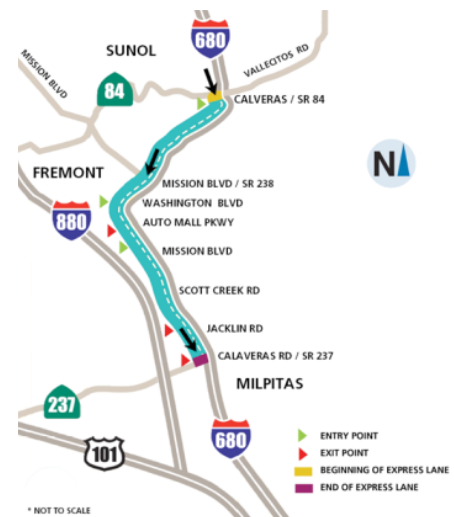 SUNOL
680
VALLECITOS RD
MISSION BLVD
84
CALVERAS / SR 84
N
FREMONT
MISSION BLVD / SR 238
WASHINGTON BLVD
880
AUTO MALL PKWY
MISSION BLVD
SCOTT CREEK RD
JACKLIN RD
CALAVERAS RD / SR 237
MILPITAS
237
680
101
ENTRY POINT
EXIT POINT
BEGINNING OF EXPRESS LANE
END OF EXPRESS LANE
* NOT TO SCALE